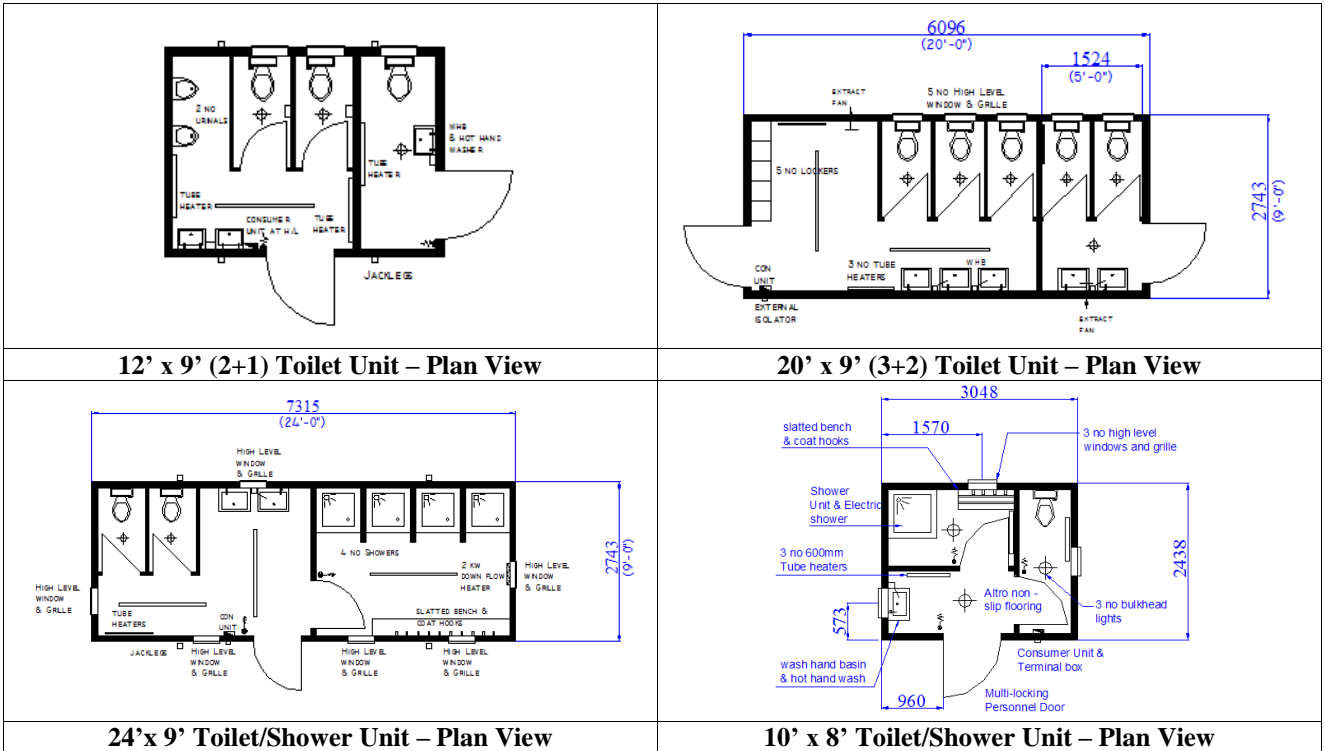 2 NO
URINALS
WHB
& HOT HAND
WASHER
TUBE
HEATER
TUBE
HEATER
CONSUMER
UNIT AT H/L
TUBE
HEATER
JACKLEGS
12’ x 9’ (2+1) Toilet Unit – Plan View
6096
(20'-0")
1524
(5'-0")
EXTRACT
FAN
5 NO HIGH LEVEL
WINDOW & GRILLE
5 NO LOCKERS
2743
(9'-0")
CON
UNIT
3 NO TUBE
HEATERS
WHB
EXTERNAL
ISOLATOR
EXTRACT
FAN
20’ x 9’ (3+2) Toilet Unit – Plan View
7315
(24'-0")
HIGH LEVEL
WINDOW
& GRILLE
4 NO SHOWERS
2 KW
DOWN FLOW
HEATER
HIGH LEVEL
WINDOW
& GRILLE
2743
(9'-0")
HIGH LEVEL
WINDOW
& GRILLE
TUBE
HEATERS
CON
UNIT
SLATTED BENCH &
COAT HOOKS
JACKLEGS
HIGH LEVEL
WINDOW
& GRILLE
HIGH LEVEL
WINDOW
& GRILLE
HIGH LEVEL
WINDOW
& GRILLE
24’x 9’ Toilet/Shower Unit – Plan View
3048
1570
slatted bench
& coat hooks
3 no high level
windows and grille
Shower
Unit & Electric
shower
3 no 600mm
Tube heaters
2438
Altro non -
slip flooring
3 no bulkhead
lights
573
Consumer Unit &
Terminal box
wash hand basin
& hot hand wash
960
Multi-locking
Personnel Door
10’ x 8’ Toilet/Shower Unit – Plan View